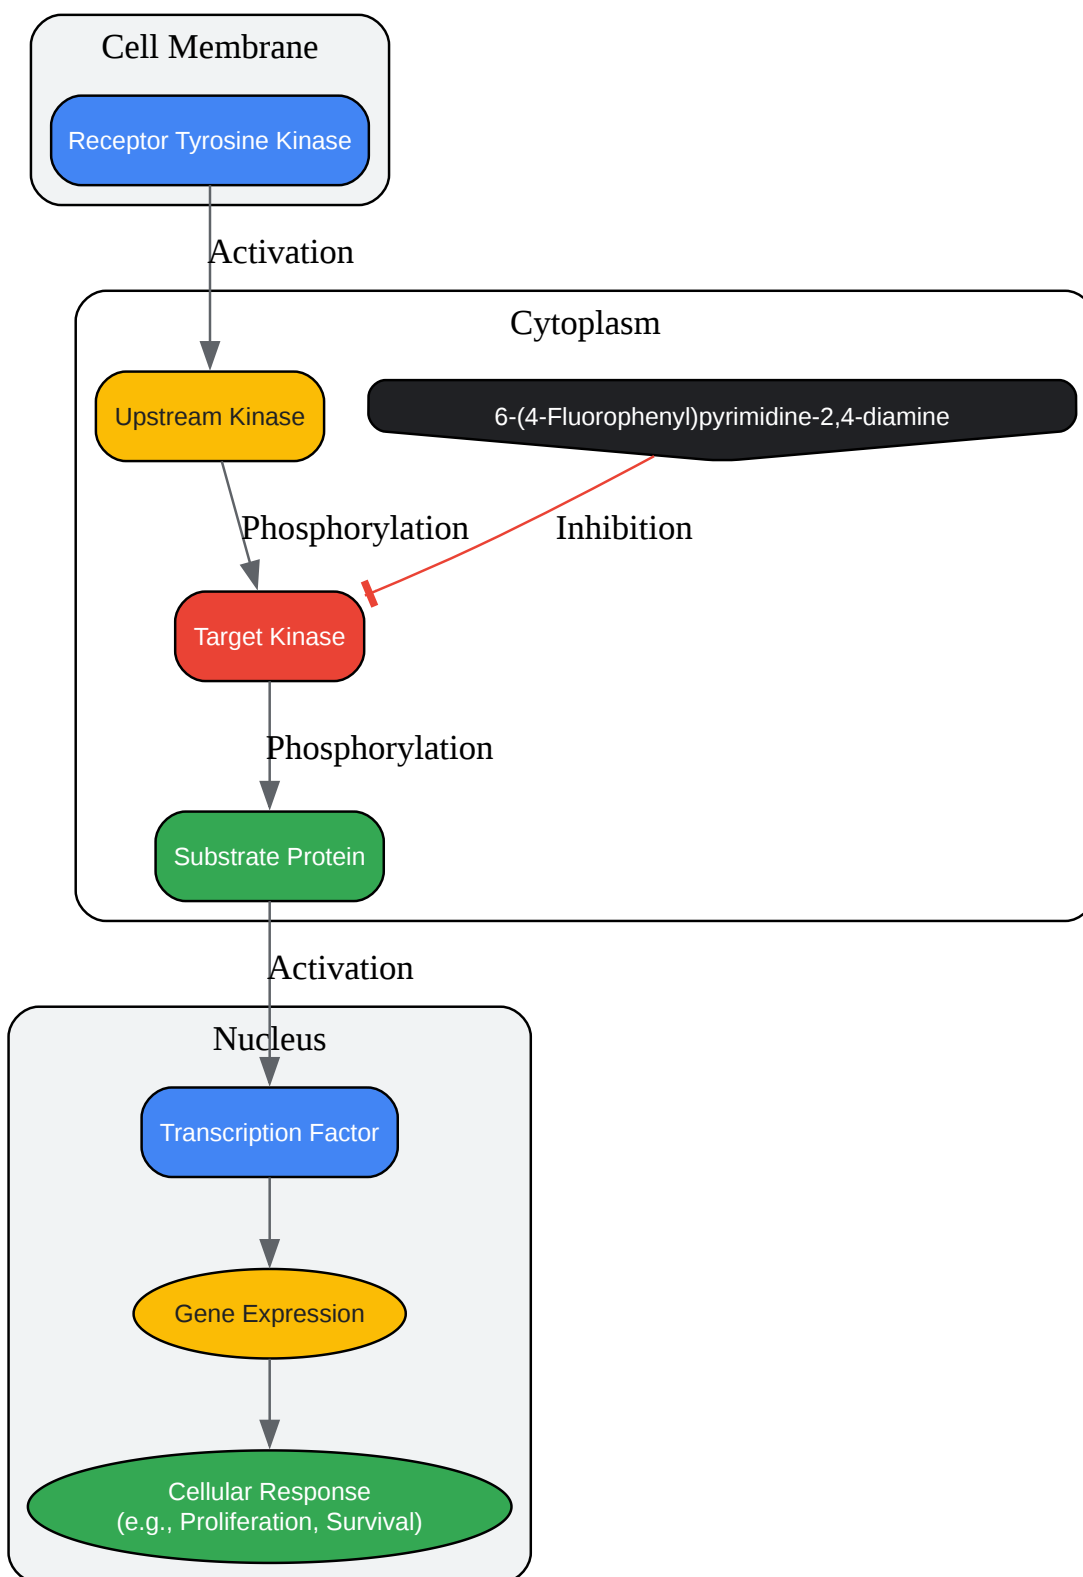 Cell Membrane
Receptor Tyrosine Kinase
Activation
Cytoplasm
Upstream Kinase
6-(4-Fluorophenyl)pyrimidine-2,4-diamine
Phosphorylation
Inhibition
Target Kinase
Phosphorylation
Substrate Protein
Activation
Nucleus
Transcription Factor
Gene Expression
Cellular Response
(e.g., Proliferation, Survival)